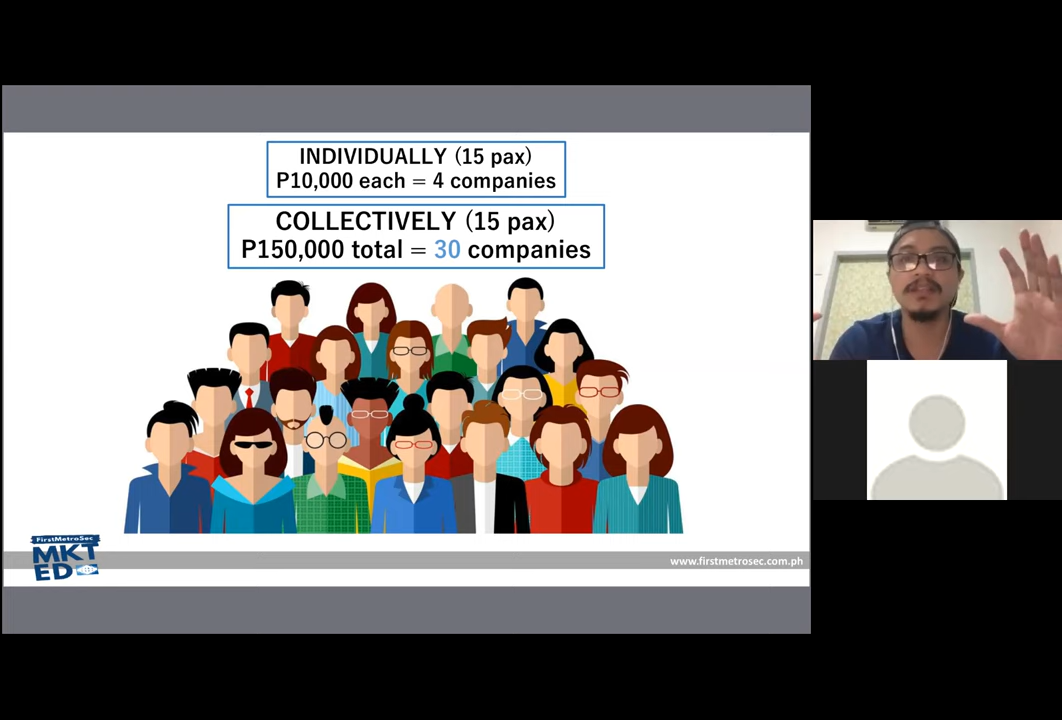 INDIVIDUALLY (15 pax)
P10,000 each = 4 companies
COLLECTIVELY (15 pax)
P150,000 total = 30 companies
FirstMetroSec
MKT
ED
www.firstmetrosec.com.ph